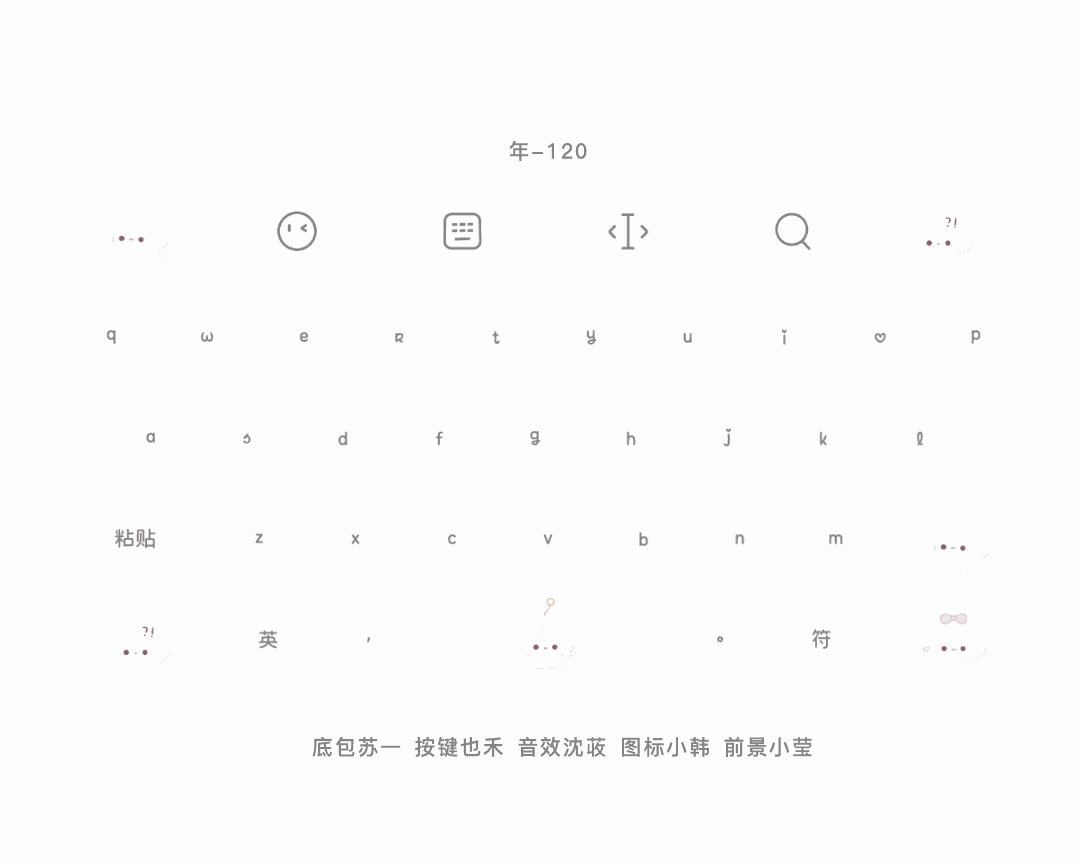 年-120
?!
q w e r t y u i ♡ p
a s d f g h j k l
粘贴 z x c v b n m
?! 英 , 。 符
底包苏一 按键也禾 音效沈蔹 图标小韩 前景小莹